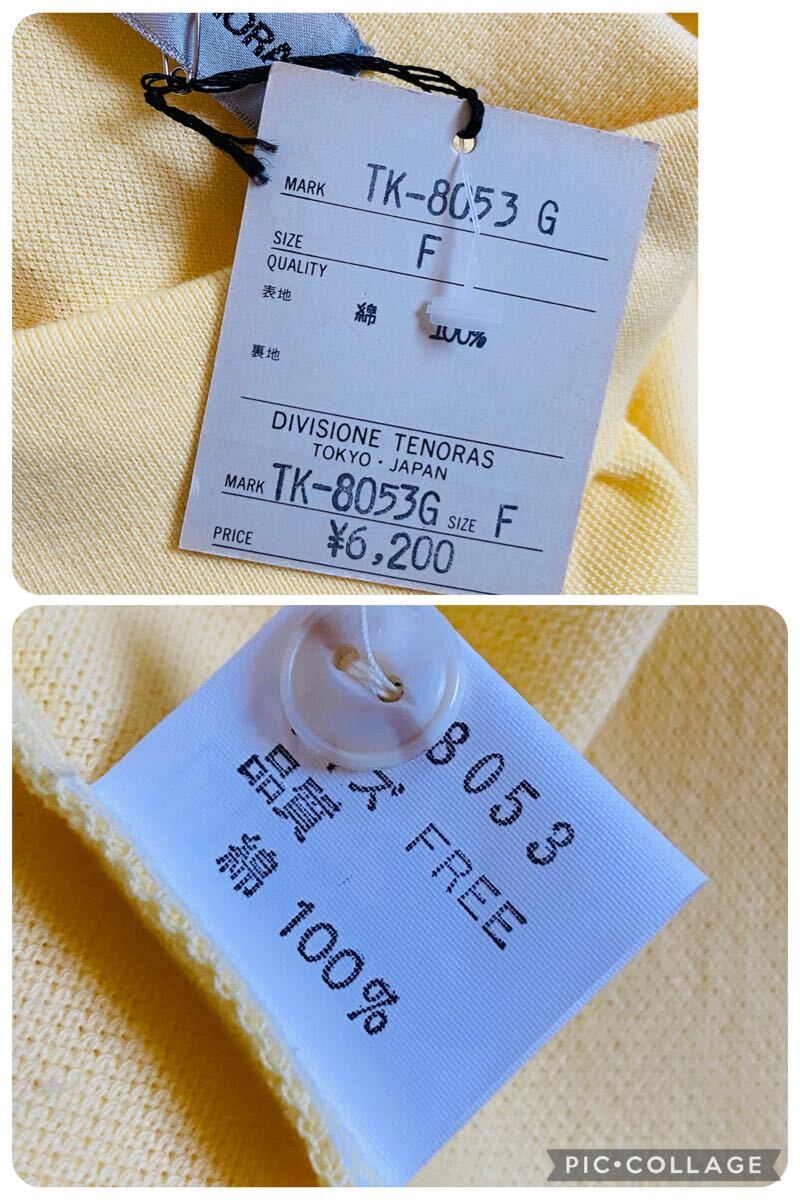 MARK TK-8053 G
SIZE F
QUALITY
表地 綿 100%
裏地
DIVISIONE TENORAS
TOKYO・JAPAN
MARK TK-8053G SIZE F
PRICE ¥6,200
8053
ズ FREE
品質
綿 100%
PIC•COLLAGE